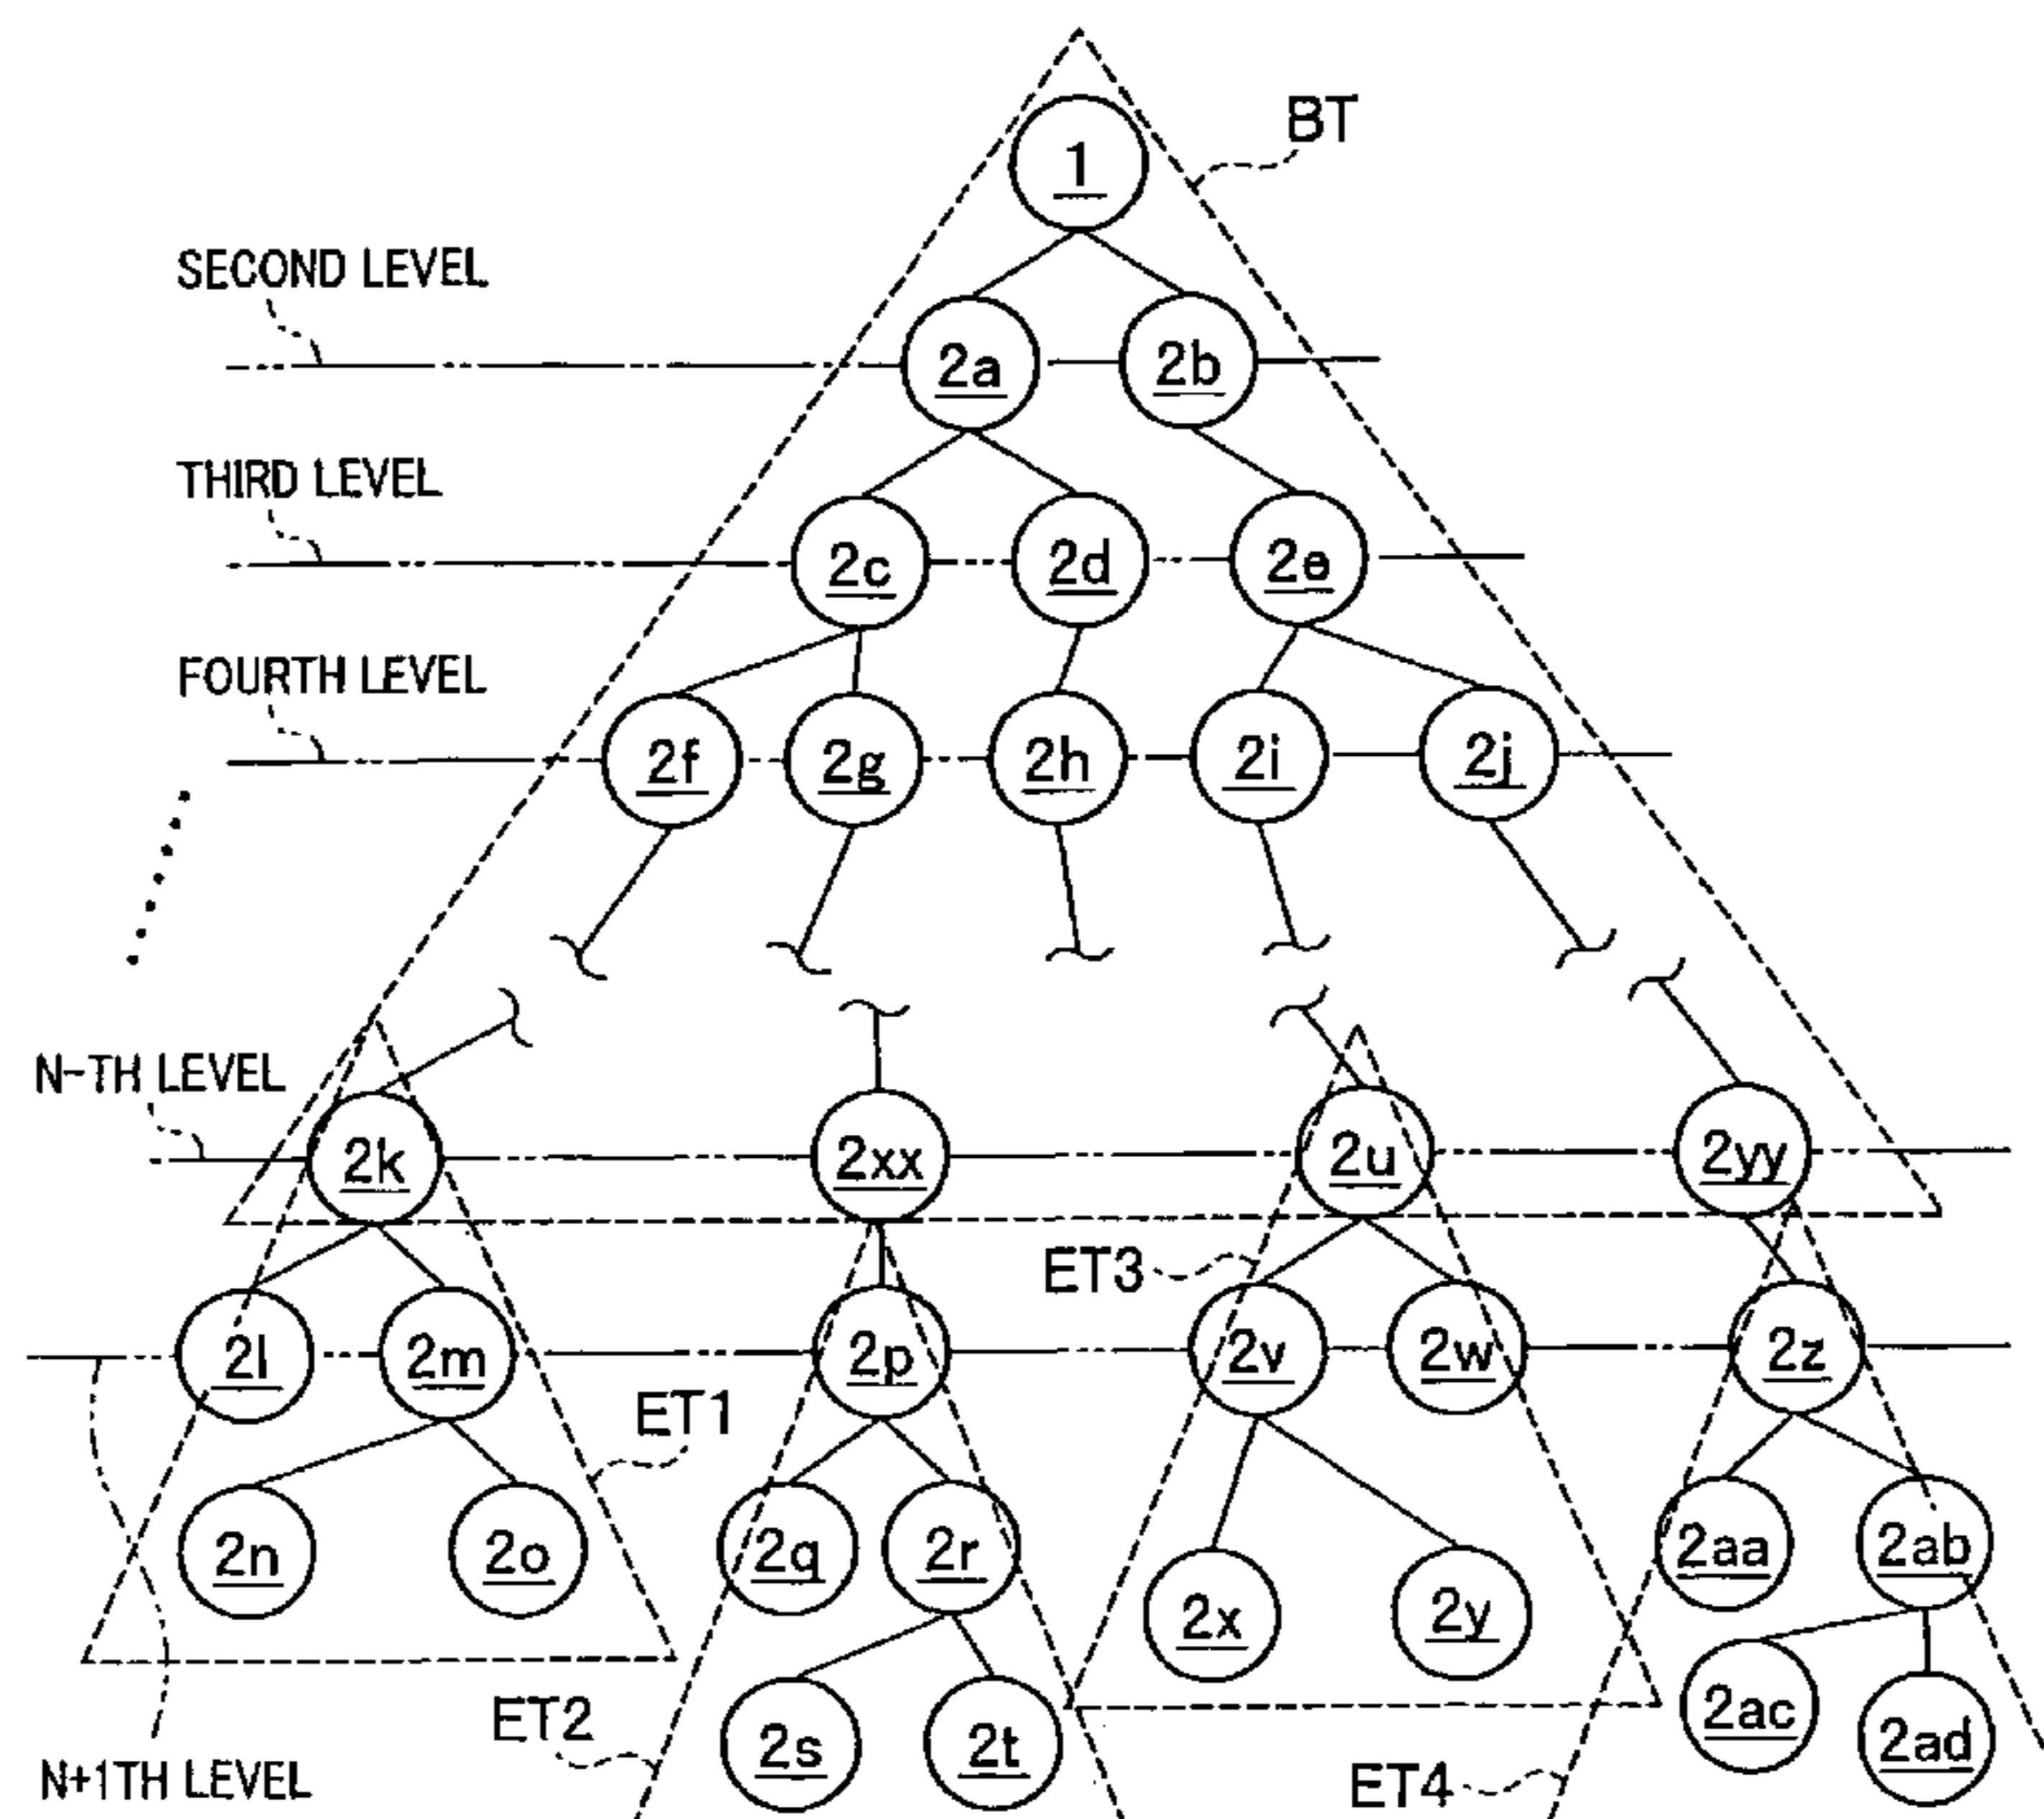 BT
1
SECOND LEVEL
2a 2b
THIRD LEVEL
2c 2d 2e
FOURTH LEVEL
2f 2g 2h 2i 2j
N-TH LEVEL
2k 2xx 2u 2yy
ET3
2l 2m 2p 2v 2w 2z
ET1
2n 2o 2q 2r 2aa 2ab
2x 2y
ET2
2s 2t 2ac 2ad
N+1TH LEVEL
ET4